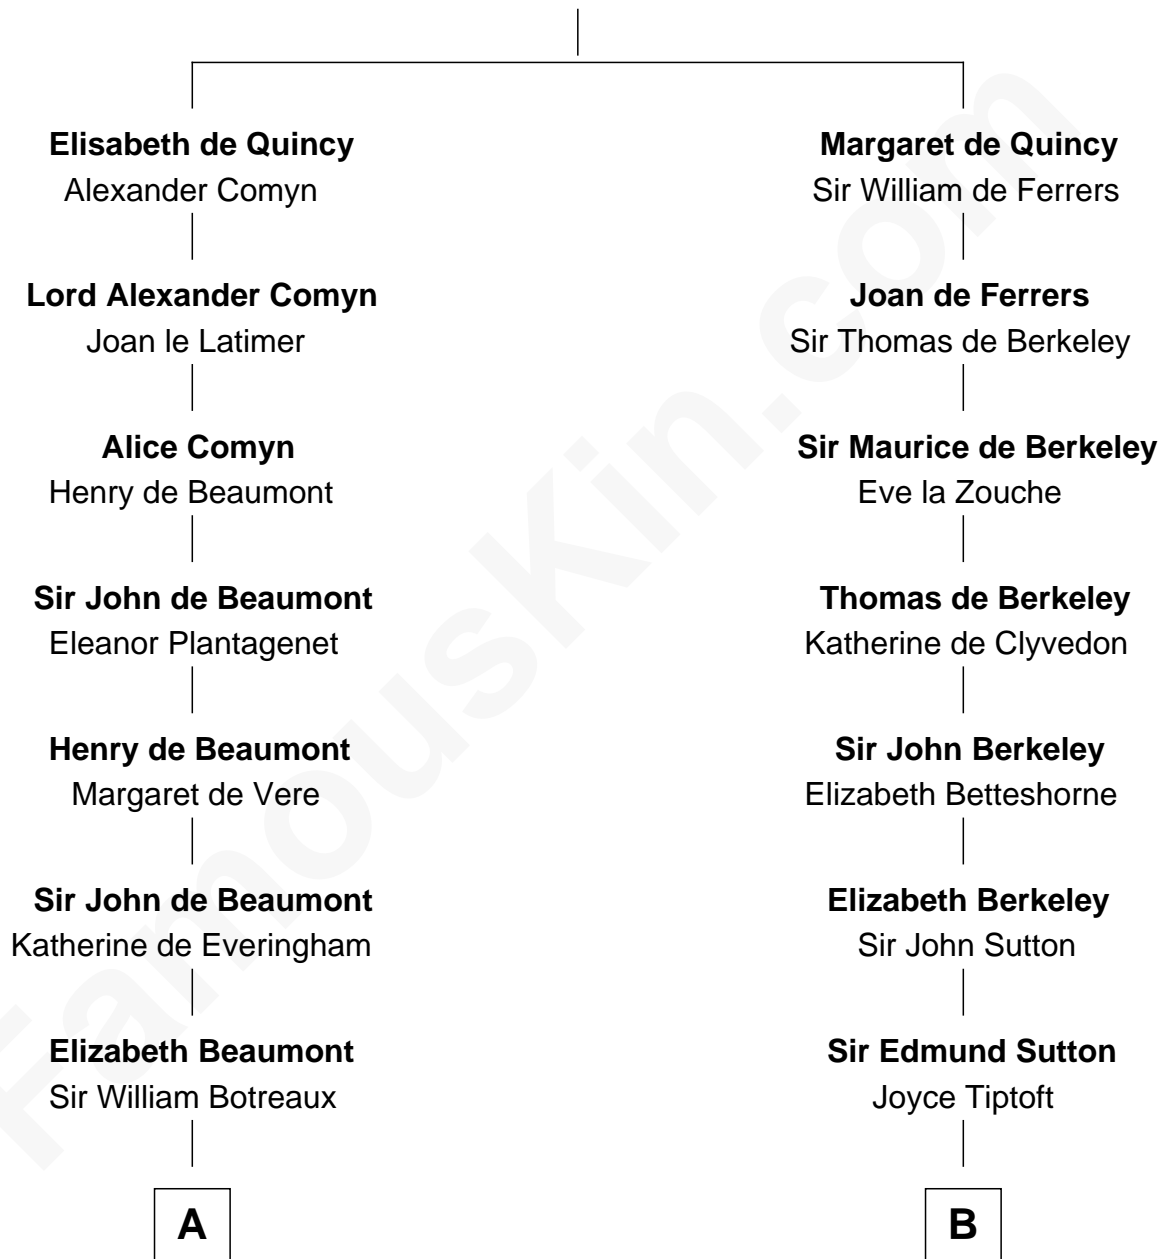 Elisabeth de Quincy
Alexander Comyn
Lord Alexander Comyn
Joan le Latimer
Alice Comyn
Henry de Beaumont
Sir John de Beaumont
Eleanor Plantagenet
Henry de Beaumont
Margaret de Vere
Sir John de Beaumont
Katherine de Everingham
Elizabeth Beaumont
Sir William Botreaux
A
Margaret de Quincy
Sir William de Ferrers
Joan de Ferrers
Sir Thomas de Berkeley
Sir Maurice de Berkeley
Eve la Zouche
Thomas de Berkeley
Katherine de Clyvedon
Sir John Berkeley
Elizabeth Betteshorne
Elizabeth Berkeley
Sir John Sutton
Sir Edmund Sutton
Joyce Tiptoft
B
FamousKin.com